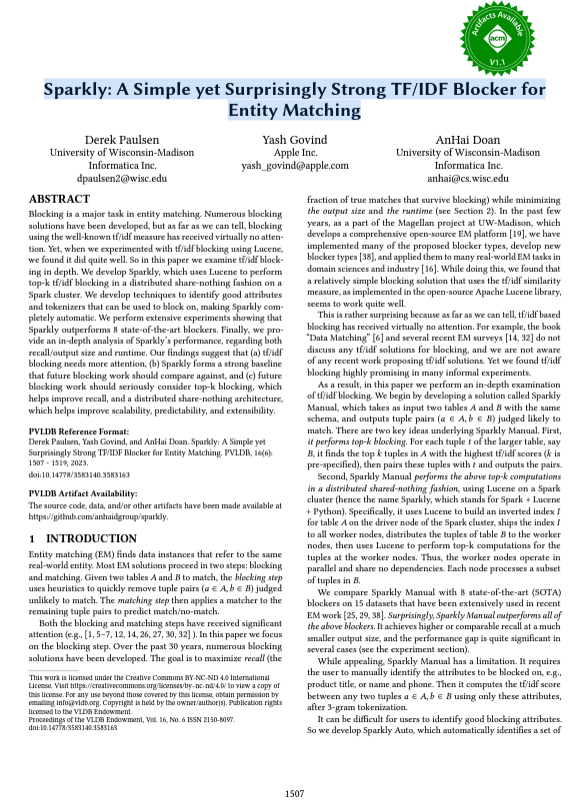 Artifacts Available
acm
V1.1
Sparkly: A Simple yet Surprisingly Strong TF/IDF Blocker for
Entity Matching
Derek Paulsen
University of Wisconsin-Madison
Informatica Inc.
dpaulsen2@wisc.edu
Yash Govind
Apple Inc.
yash_govind@apple.com
AnHai Doan
University of Wisconsin-Madison
Informatica Inc.
anhai@cs.wisc.edu
ABSTRACT
Blocking is a major task in entity matching. Numerous blocking
solutions have been developed, but as far as we can tell, blocking
using the well-known tf/idf measure has received virtually no atten-
tion. Yet, when we experimented with tf/idf blocking using Lucene,
we found it did quite well. So in this paper we examine tf/idf block-
ing in depth. We develop Sparkly, which uses Lucene to perform
top-k tf/idf blocking in a distributed share-nothing fashion on a
Spark cluster. We develop techniques to identify good attributes
and tokenizers that can be used to block on, making Sparkly com-
pletely automatic. We perform extensive experiments showing that
Sparkly outperforms 8 state-of-the-art blockers. Finally, we pro-
vide an in-depth analysis of Sparkly's performance, regarding both
recall/output size and runtime. Our findings suggest that (a) tf/idf
blocking needs more attention, (b) Sparkly forms a strong baseline
that future blocking work should compare against, and (c) future
blocking work should seriously consider top-k blocking, which
helps improve recall, and a distributed share-nothing architecture,
which helps improve scalability, predictability, and extensibility.
PVLDB Reference Format:
Derek Paulsen, Yash Govind, and AnHai Doan. Sparkly: A Simple yet
Surprisingly Strong TF/IDF Blocker for Entity Matching. PVLDB, 16(6):
1507 - 1519, 2023.
doi:10.14778/3583140.3583163
PVLDB Artifact Availability:
The source code, data, and/or other artifacts have been made available at
https://github.com/anhaidgroup/sparkly.
1 INTRODUCTION
Entity matching (EM) finds data instances that refer to the same
real-world entity. Most EM solutions proceed in two steps: blocking
and matching. Given two tables A and B to match, the blocking step
uses heuristics to quickly remove tuple pairs (a ∈ A, b ∈ B) judged
unlikely to match. The matching step then applies a matcher to the
remaining tuple pairs to predict match/no-match.
Both the blocking and matching steps have received significant
attention (e.g., [1, 5–7, 12, 14, 26, 27, 30, 32] ). In this paper we focus
on the blocking step. Over the past 30 years, numerous blocking
solutions have been developed. The goal is to maximize recall (the
This work is licensed under the Creative Commons BY-NC-ND 4.0 International
License. Visit https://creativecommons.org/licenses/by-nc-nd/4.0/ to view a copy of
this license. For any use beyond those covered by this license, obtain permission by
emailing info@vldb.org. Copyright is held by the owner/author(s). Publication rights
licensed to the VLDB Endowment.
Proceedings of the VLDB Endowment, Vol. 16, No. 6 ISSN 2150-8097.
doi:10.14778/3583140.3583163
fraction of true matches that survive blocking) while minimizing
the output size and the runtime (see Section 2). In the past few
years, as a part of the Magellan project at UW-Madison, which
develops a comprehensive open-source EM platform [19], we have
implemented many of the proposed blocker types, develop new
blocker types [38], and applied them to many real-world EM tasks in
domain sciences and industry [16]. While doing this, we found that
a relatively simple blocking solution that uses the tf/idf similarity
measure, as implemented in the open-source Apache Lucene library,
seems to work quite well.
This is rather surprising because as far as we can tell, tf/idf based
blocking has received virtually no attention. For example, the book
"Data Matching" [6] and several recent EM surveys [14, 32] do not
discuss any tf/idf solutions for blocking, and we are not aware
of any recent work proposing tf/idf solutions. Yet we found tf/idf
blocking highly promising in many informal experiments.
As a result, in this paper we perform an in-depth examination
of tf/idf blocking. We begin by developing a solution called Sparkly
Manual, which takes as input two tables A and B with the same
schema, and outputs tuple pairs (a ∈ A, b ∈ B) judged likely to
match. There are two key ideas underlying Sparkly Manual. First,
it performs top-k blocking. For each tuple t of the larger table, say
B, it finds the top k tuples in A with the highest tf/idf scores (k is
pre-specified), then pairs these tuples with t and outputs the pairs.
Second, Sparkly Manual performs the above top-k computations
in a distributed shared-nothing fashion, using Lucene on a Spark
cluster (hence the name Sparkly, which stands for Spark + Lucene
+ Python). Specifically, it uses Lucene to build an inverted index I
for table A on the driver node of the Spark cluster, ships the index I
to all worker nodes, distributes the tuples of table B to the worker
nodes, then uses Lucene to perform top-k computations for the
tuples at the worker nodes. Thus, the worker nodes operate in
parallel and share no dependencies. Each node processes a subset
of tuples in B.
We compare Sparkly Manual with 8 state-of-the-art (SOTA)
blockers on 15 datasets that have been extensively used in recent
EM work [25, 29, 38]. Surprisingly, Sparkly Manual outperforms all of
the above blockers. It achieves higher or comparable recall at a much
smaller output size, and the performance gap is quite significant in
several cases (see the experiment section).
While appealing, Sparkly Manual has a limitation. It requires
the user to manually identify the attributes to be blocked on, e.g.,
product title, or name and phone. Then it computes the tf/idf score
between any two tuples a ∈ A, b ∈ B using only these attributes,
after 3-gram tokenization.
It can be difficult for users to identify good blocking attributes.
So we develop Sparkly Auto, which automatically identifies a set of
1507